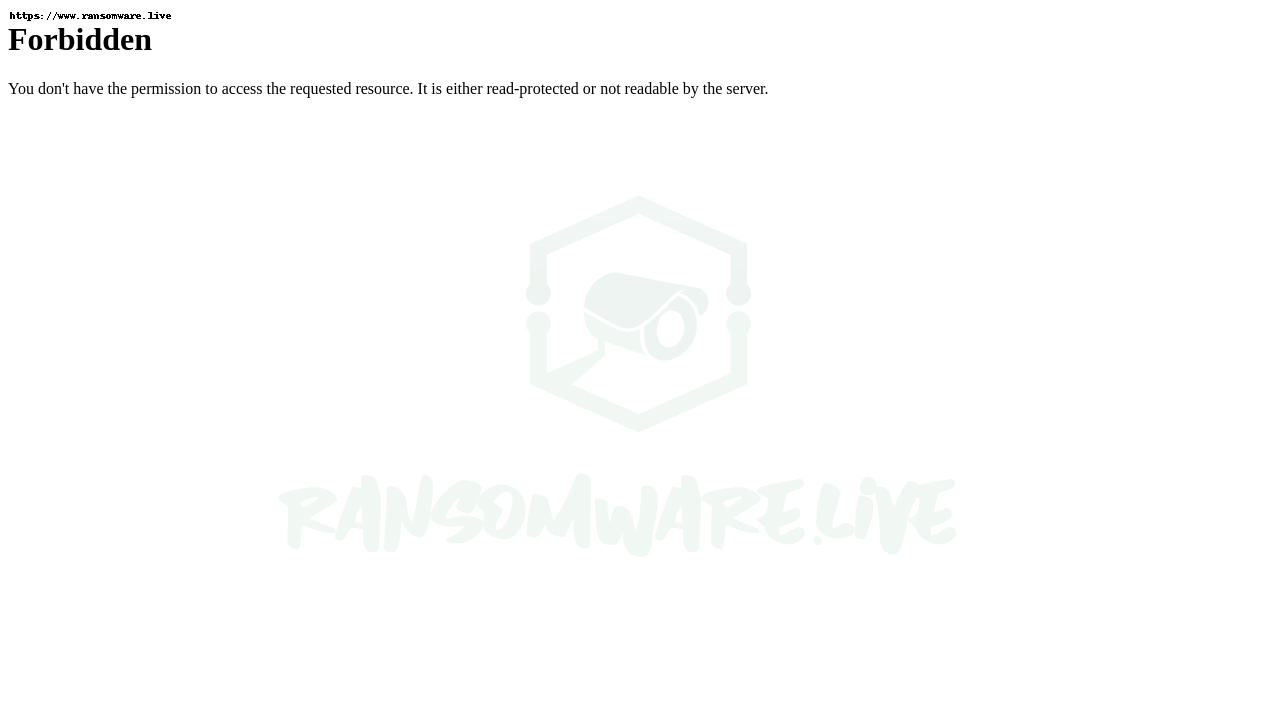 https://www.ransomware.live
Forbidden
You don't have the permission to access the requested resource. It is either read-protected or not readable by the server.
RANSOMWARE.LIVE